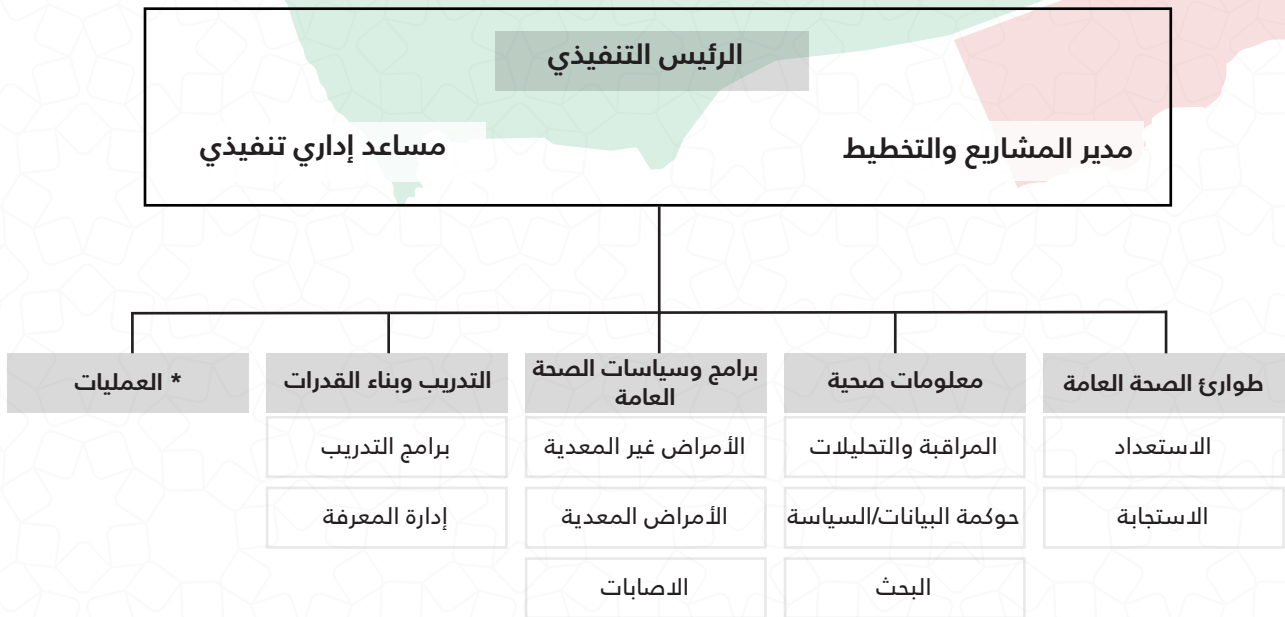 الرئيس التنفيذي
مدير المشاريع والتخطيط
مساعد إداري تنفيذي
طوارئ الصحة العامة
الاستعداد
الاستجابة
معلومات صحية
المراقبة والتحليلات
حوكمة البيانات/السياسة
البحث
برامج وسياسات الصحة
العامة
الأمراض غير المعدية
الأمراض المعدية
الاصابات
التدريب وبناء القدرات
برامج التدريب
إدارة المعرفة
* العمليات